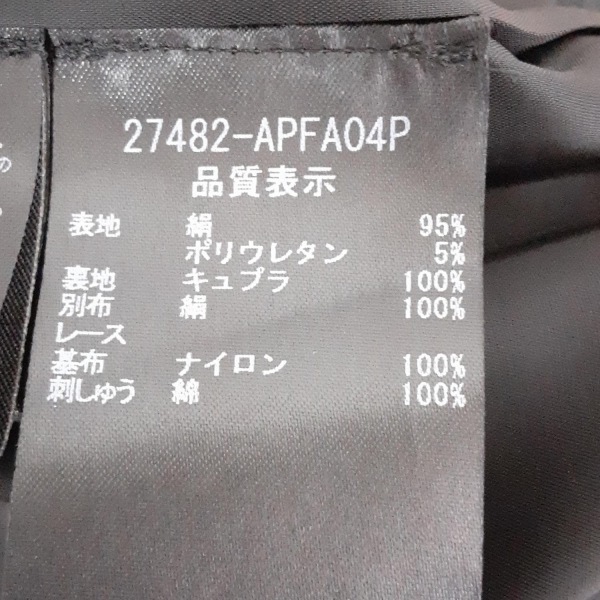 27482-APFA04P
品質表示
表地 絹 95%
ポリウレタン 5%
裏地 キュプラ 100%
別布 絹 100%
レース
基布 ナイロン 100%
刺しゅう 綿 100%
の